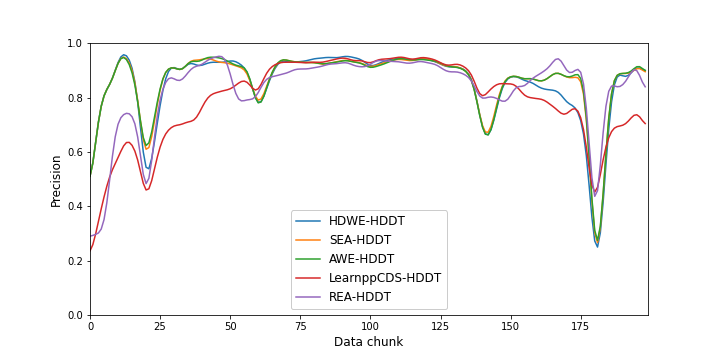 1.0
0.8
0.6
0.4
0.2
0.0
Precision
0 25 50 75 100 125 150 175
Data chunk
HDWE-HDDT
SEA-HDDT
AWE-HDDT
LearnppCDS-HDDT
REA-HDDT